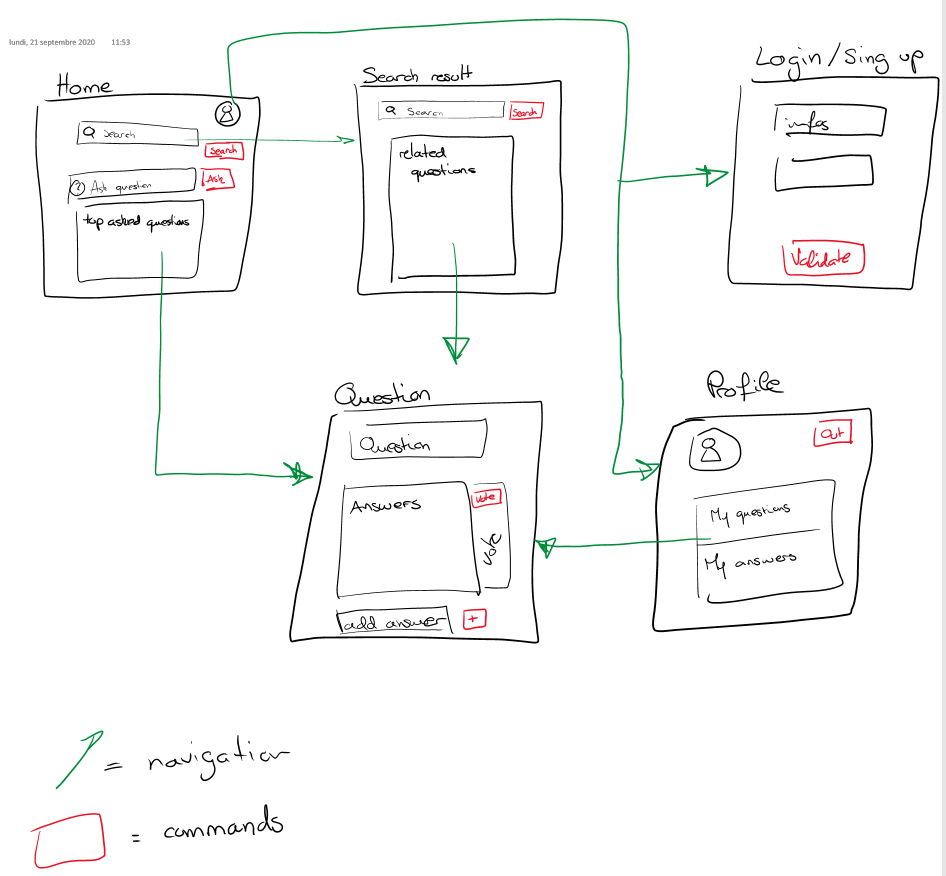 lundi, 21 septembre 2020 11:53
Home
Search
Search
? Ask question
Ask
top asked questions
Search result
Search
Search
related
questions
Login/Sing up
infos
Validate
Question
Question
Answers
Vote
Vote
add answer
+
Profile
Out
My questions
My answers
= navigation
= commands